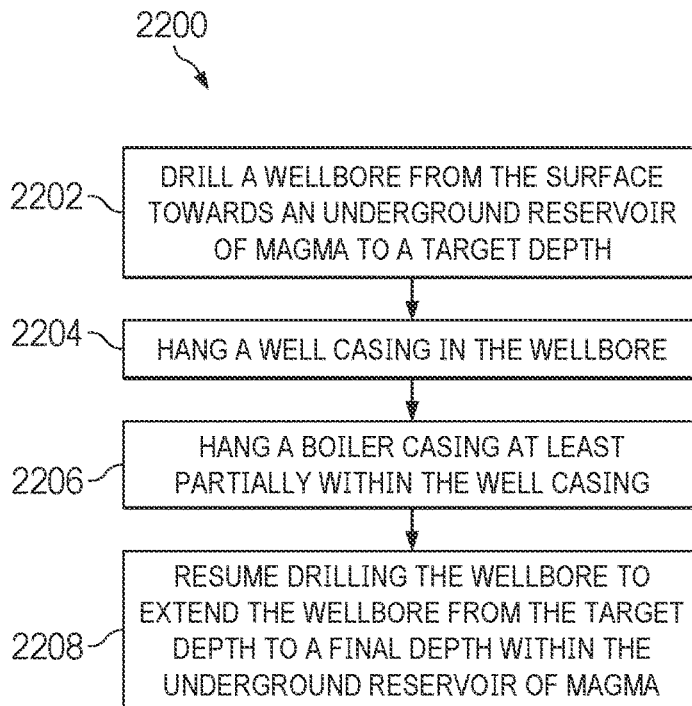 2200
2202
DRILL A WELLBORE FROM THE SURFACE
TOWARDS AN UNDERGROUND RESERVOIR
OF MAGMA TO A TARGET DEPTH
2204
HANG A WELL CASING IN THE WELLBORE
2206
HANG A BOILER CASING AT LEAST
PARTIALLY WITHIN THE WELL CASING
2208
RESUME DRILLING THE WELLBORE TO
EXTEND THE WELLBORE FROM THE TARGET
DEPTH TO A FINAL DEPTH WITHIN THE
UNDERGROUND RESERVOIR OF MAGMA